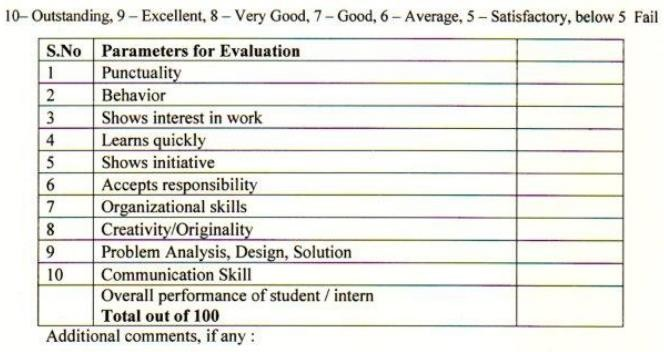 10– Outstanding, 9 – Excellent, 8 – Very Good, 7 – Good, 6 – Average, 5 – Satisfactory, below 5 Fail
S.No Parameters for Evaluation
1 Punctuality
2 Behavior
3 Shows interest in work
4 Learns quickly
5 Shows initiative
6 Accepts responsibility
7 Organizational skills
8 Creativity/Originality
9 Problem Analysis, Design, Solution
10 Communication Skill
Overall performance of student / intern
Total out of 100
Additional comments, if any :